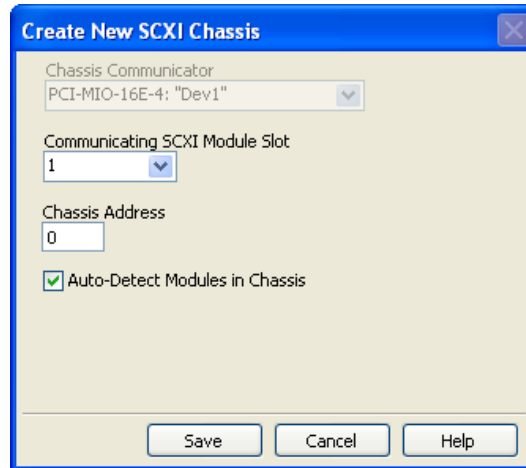 Create New SCXI Chassis
Chassis Communicator
PCI-MIO-16E-4: "Dev1"
Communicating SCXI Module Slot
1
Chassis Address
0
Auto-Detect Modules in Chassis
Save Cancel Help